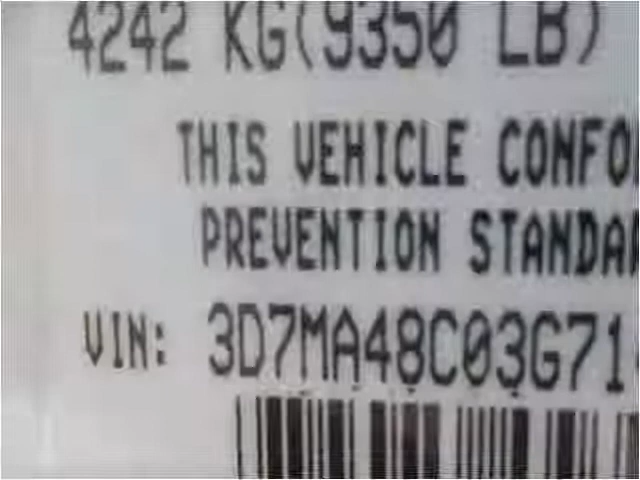 4242 KG(9350 LB)
THIS VEHICLE CONFO
PREVENTION STANDA
VIN: 3D7MA48C03G71